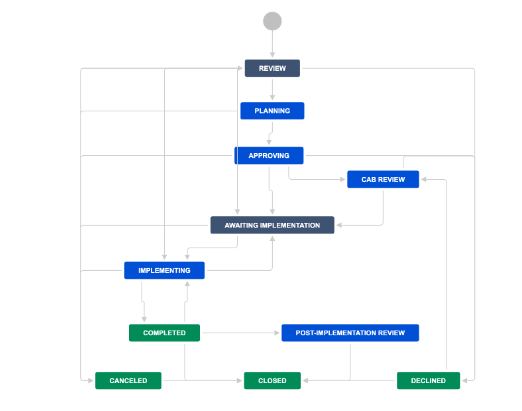 REVIEW
PLANNING
APPROVING
CAB REVIEW
AWAITING IMPLEMENTATION
IMPLEMENTING
COMPLETED
POST-IMPLEMENTATION REVIEW
CANCELED
CLOSED
DECLINED